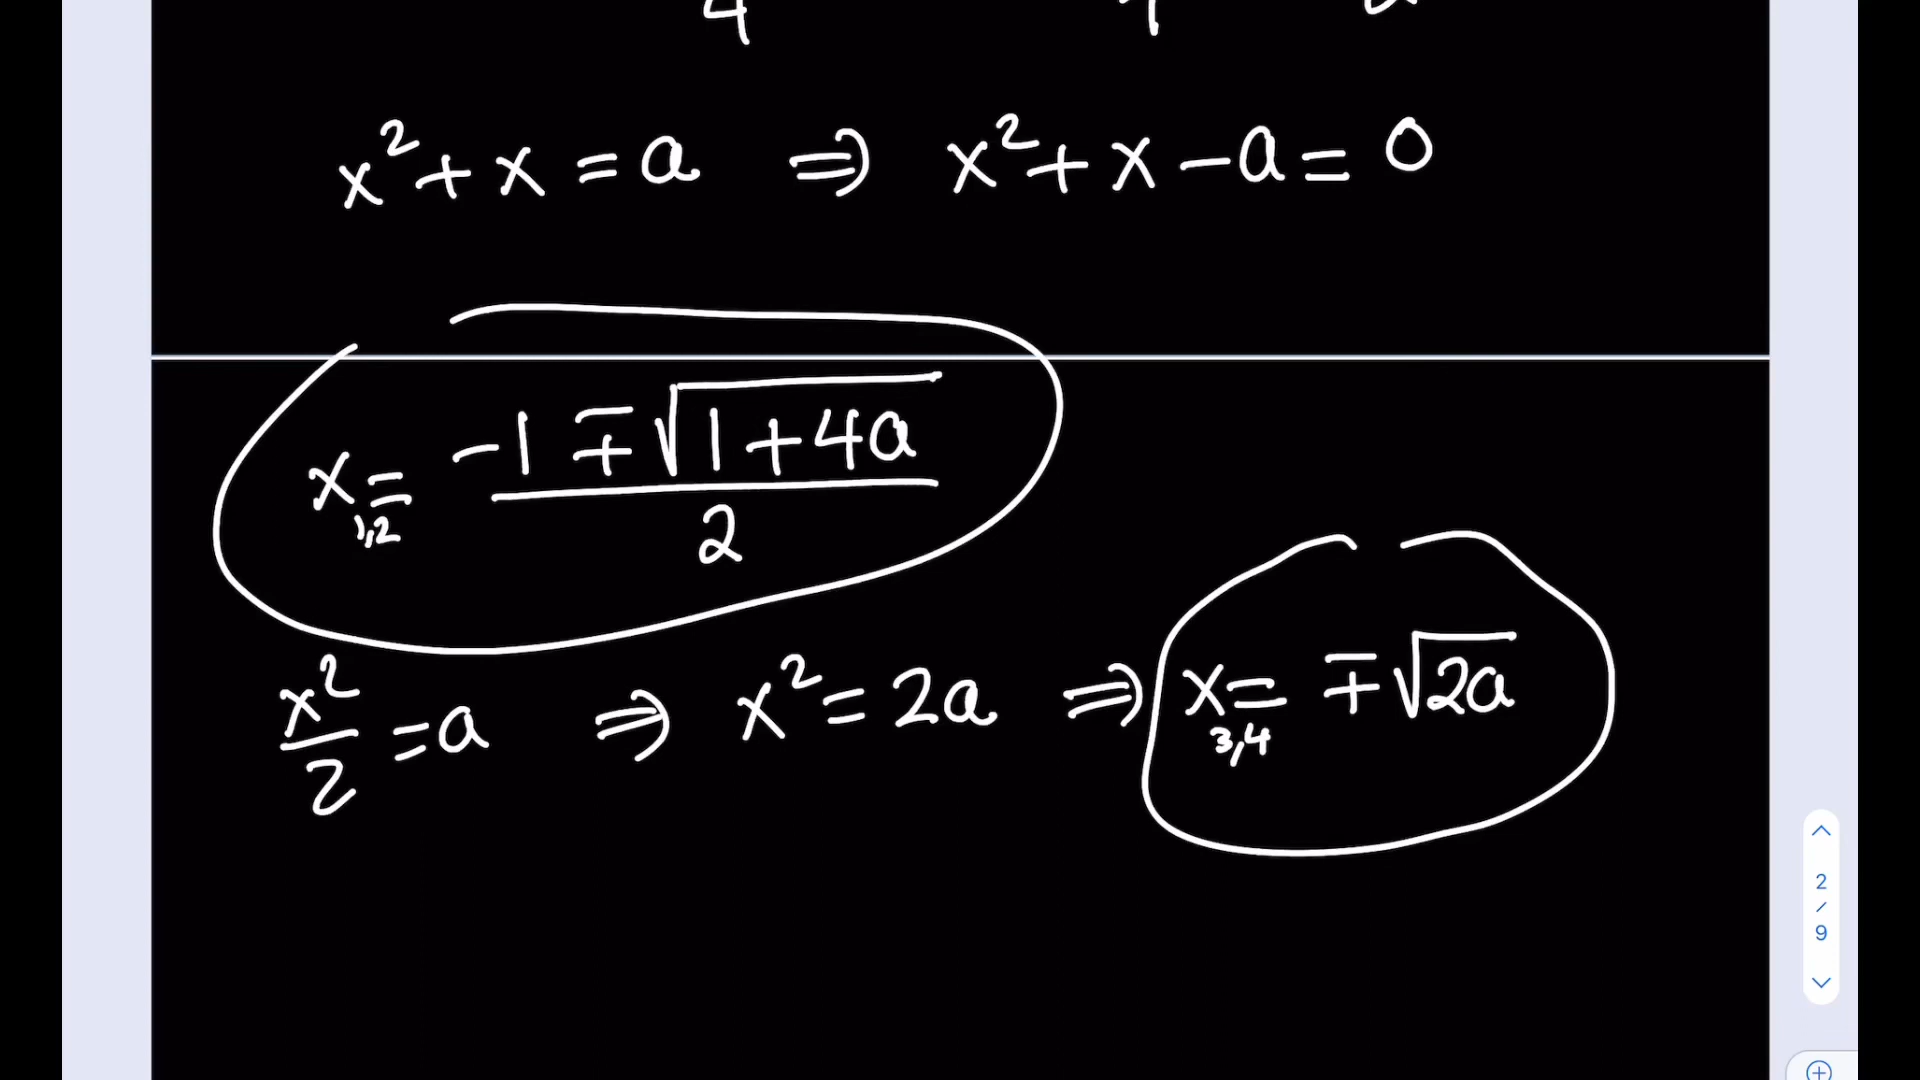 x² + x = a ⇒ x² + x − a = 0
x₁,₂ = (−1 ∓ √(1 + 4a)) / 2
x²/2 = a ⇒ x² = 2a ⇒ x₃,₄ = ∓√(2a)
2
/
9